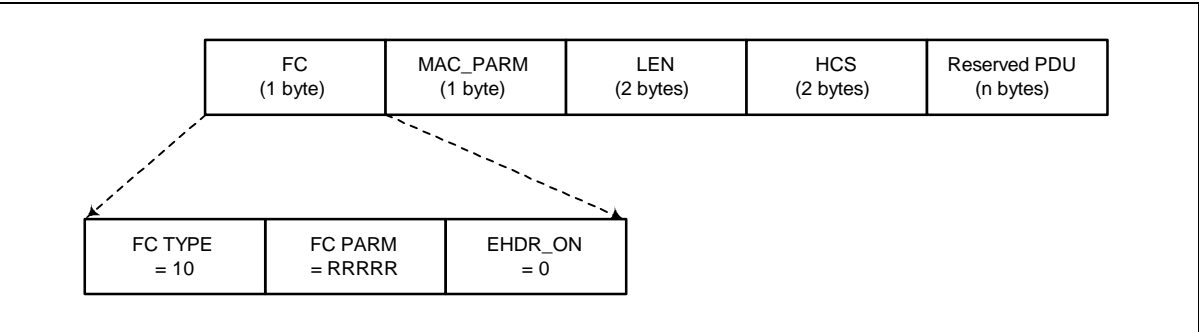 FC
(1 byte)
MAC_PARM
(1 byte)
LEN
(2 bytes)
HCS
(2 bytes)
Reserved PDU
(n bytes)
FC TYPE
= 10
FC PARM
= RRRRR
EHDR_ON
= 0